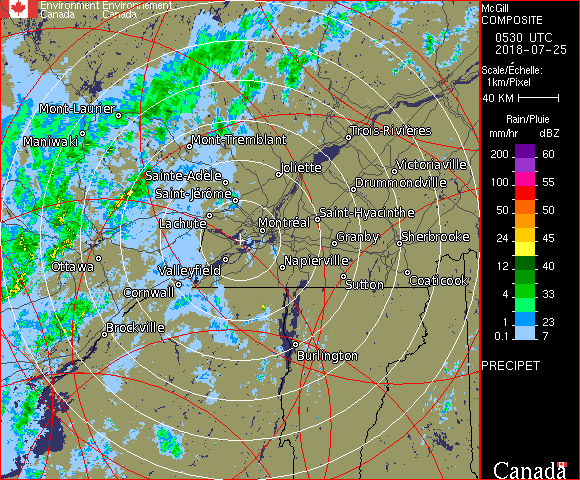 Environment Environnement
Canada Canada
McGill
COMPOSITE
0530 UTC
2018-07-25
Scale/Échelle:
1km/Pixel
40 KM
Rain/Pluie
mm/hr dBZ
200 60
150 55
100 55
50 50
24 45
12 40
4 33
1 23
0.1 7
PRECIPET
Canada
Mont-Laurier
Maniwaki
Mont-Tremblant
Trois-Rivières
Joliette
Victoriaville
Sainte-Adèle
Drummondville
Saint-Jérôme
Saint-Hyacinthe
Lachute
Montréal
Granby
Sherbrooke
Ottawa
Valleyfield
Napierville
Cornwall
Sutton
Coaticook
Brockville
Burlington